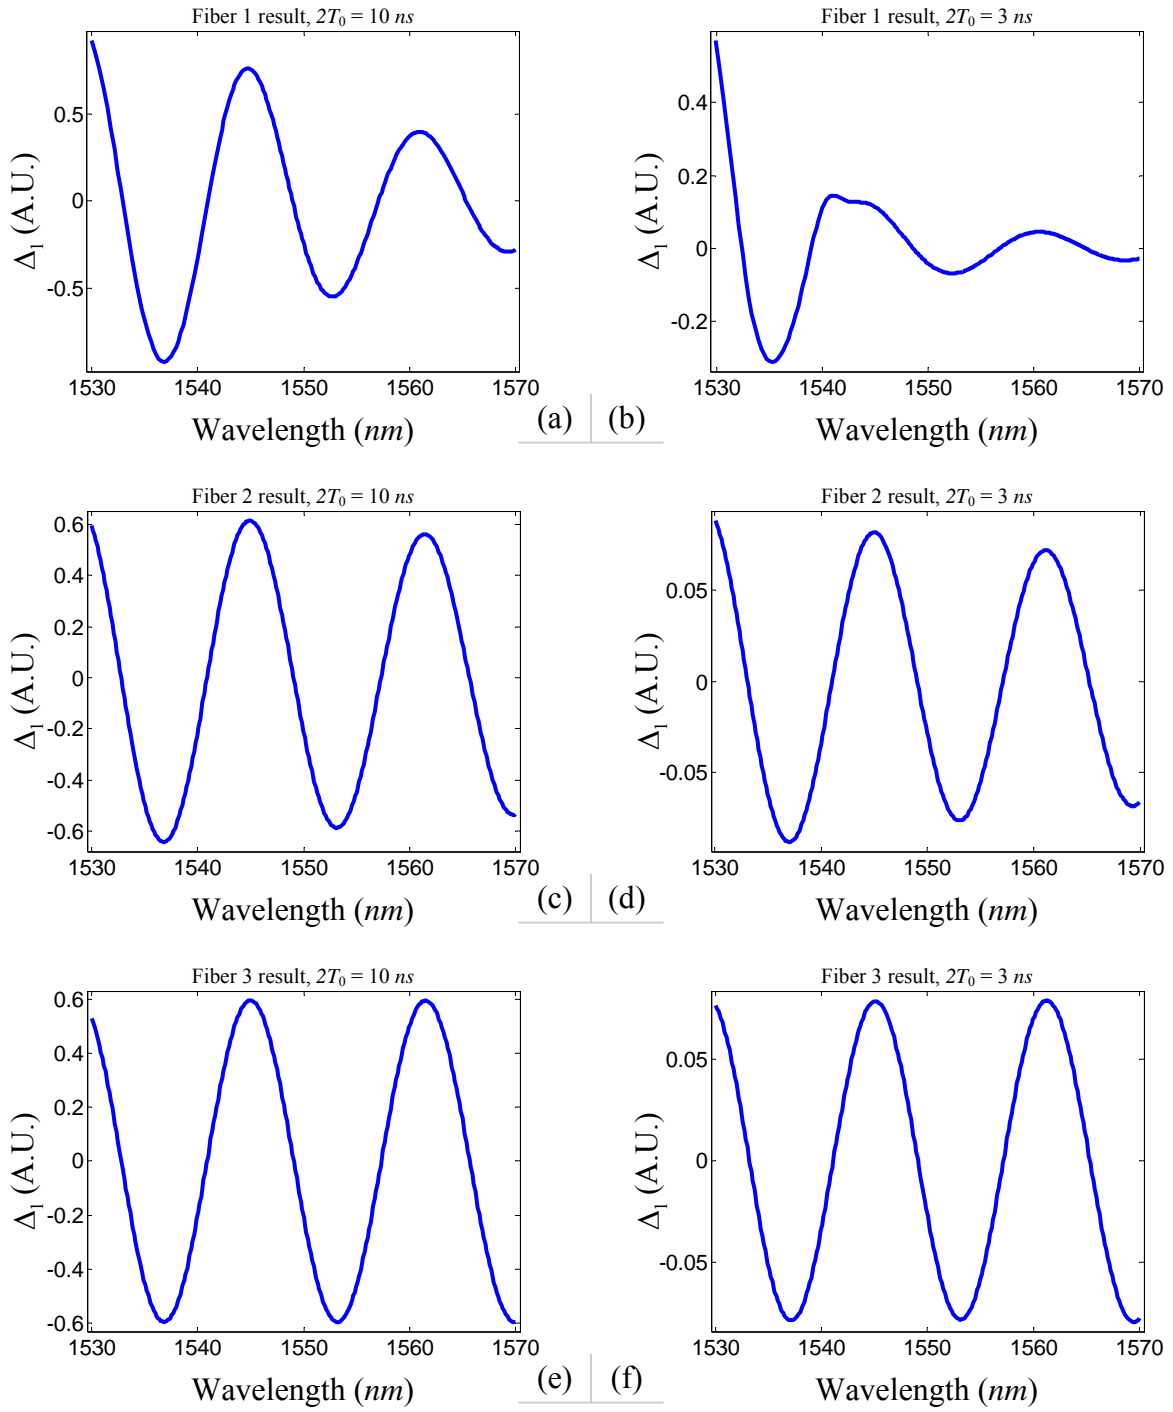 Fiber 1 result, 2T₀ = 10 ns
Δ₁ (A.U.)
0.5
0
-0.5
1530 1540 1550 1560 1570
Wavelength (nm)
(a)
Fiber 1 result, 2T₀ = 3 ns
Δ₁ (A.U.)
0.4
0.2
0
-0.2
1530 1540 1550 1560 1570
Wavelength (nm)
(b)
Fiber 2 result, 2T₀ = 10 ns
Δ₁ (A.U.)
0.6
0.4
0.2
0
-0.2
-0.4
-0.6
1530 1540 1550 1560 1570
Wavelength (nm)
(c)
Fiber 2 result, 2T₀ = 3 ns
Δ₁ (A.U.)
0.05
0
-0.05
1530 1540 1550 1560 1570
Wavelength (nm)
(d)
Fiber 3 result, 2T₀ = 10 ns
Δ₁ (A.U.)
0.6
0.4
0.2
0
-0.2
-0.4
-0.6
1530 1540 1550 1560 1570
Wavelength (nm)
(e)
Fiber 3 result, 2T₀ = 3 ns
Δ₁ (A.U.)
0.05
0
-0.05
1530 1540 1550 1560 1570
Wavelength (nm)
(f)